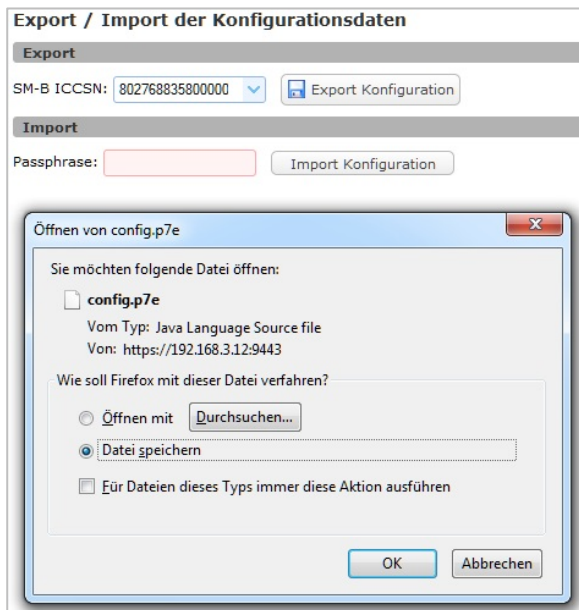 Export / Import der Konfigurationsdaten
Export
SM-B ICCSN: 802768835800000 Export Konfiguration
Import
Passphrase: Import Konfiguration
Öffnen von config.p7e
Sie möchten folgende Datei öffnen:
config.p7e
Vom Typ: Java Language Source file
Von: https://192.168.3.12:9443
Wie soll Firefox mit dieser Datei verfahren?
Öffnen mit Durchsuchen...
Datei speichern
Für Dateien dieses Typs immer diese Aktion ausführen
OK Abbrechen